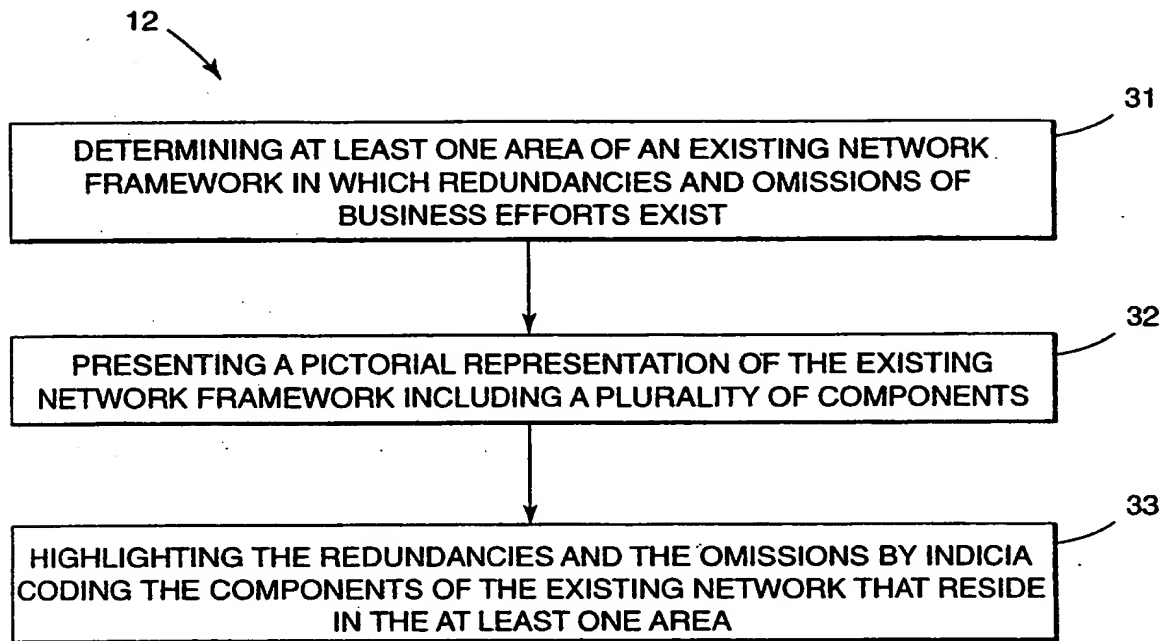 12
31
DETERMINING AT LEAST ONE AREA OF AN EXISTING NETWORK
FRAMEWORK IN WHICH REDUNDANCIES AND OMISSIONS OF
BUSINESS EFFORTS EXIST
32
PRESENTING A PICTORIAL REPRESENTATION OF THE EXISTING
NETWORK FRAMEWORK INCLUDING A PLURALITY OF COMPONENTS
33
HIGHLIGHTING THE REDUNDANCIES AND THE OMISSIONS BY INDICIA
CODING THE COMPONENTS OF THE EXISTING NETWORK THAT RESIDE
IN THE AT LEAST ONE AREA